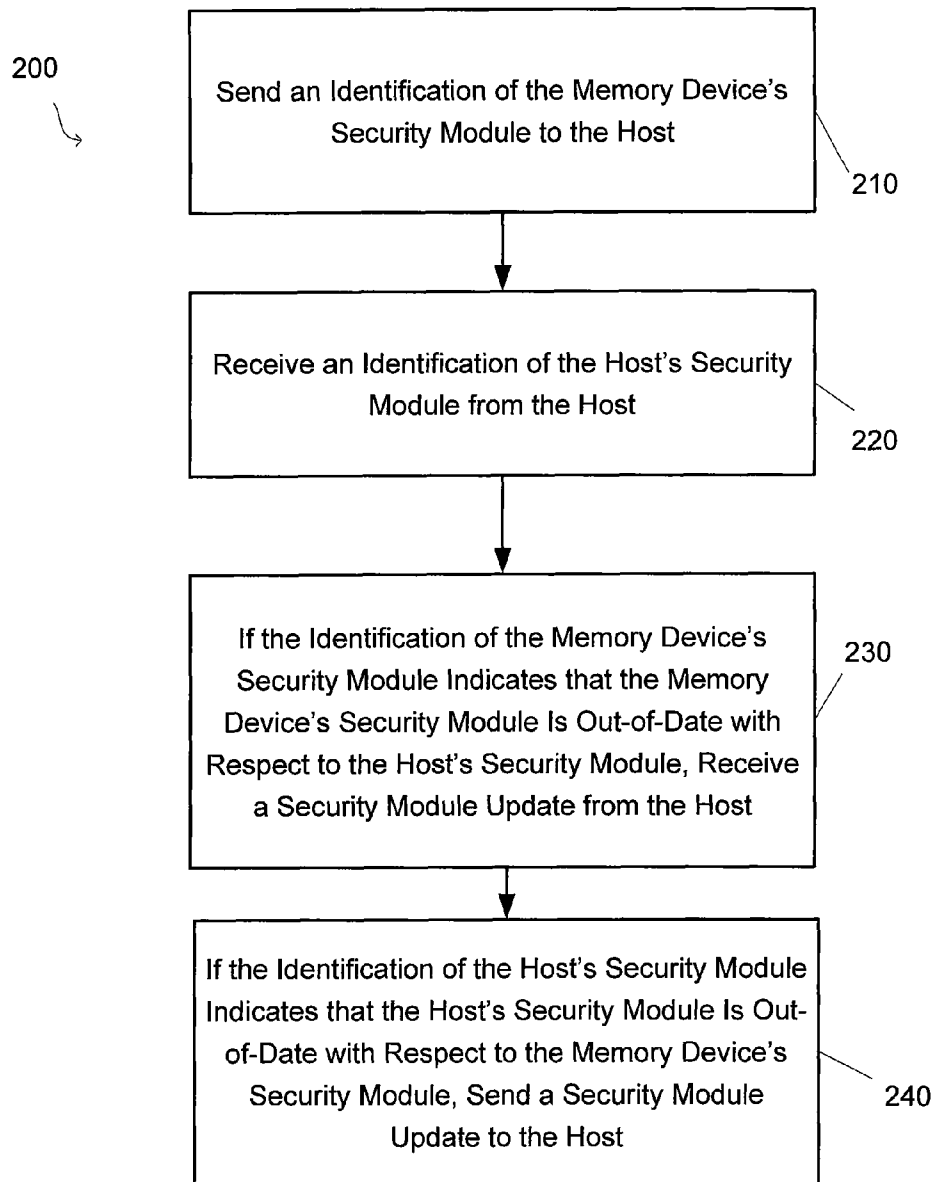 200
Send an Identification of the Memory Device's
Security Module to the Host
210
Receive an Identification of the Host's Security
Module from the Host
220
If the Identification of the Memory Device's
Security Module Indicates that the Memory
Device's Security Module Is Out-of-Date with
Respect to the Host's Security Module, Receive
a Security Module Update from the Host
230
If the Identification of the Host's Security Module
Indicates that the Host's Security Module Is Out-
of-Date with Respect to the Memory Device's
Security Module, Send a Security Module
Update to the Host
240